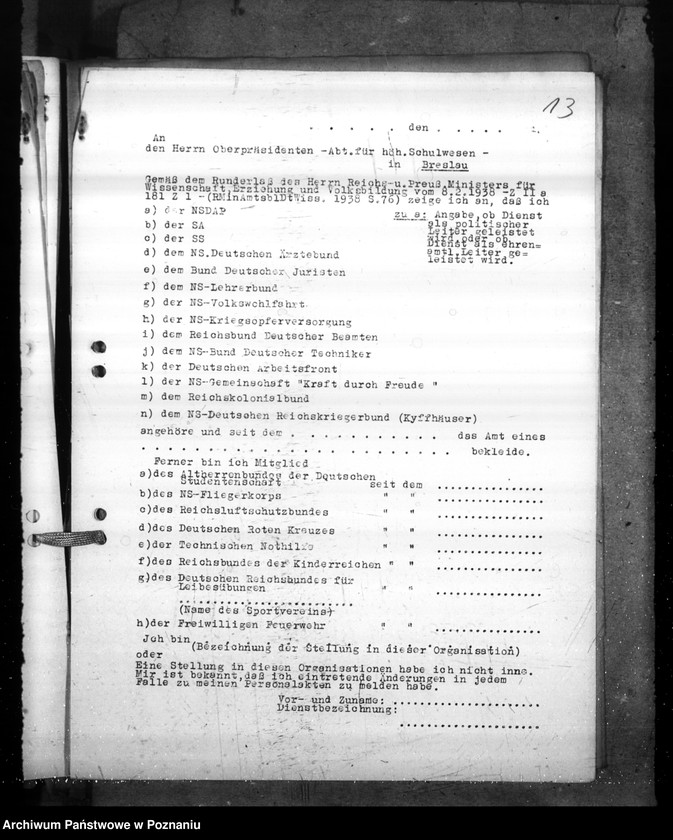 13
. . . . . den . . . . .
An
den Herrn Oberpräsidenten -Abt.für höh.Schulwesen -
in Breslau
Gemäß dem Runderlaß des Herrn Reichs-u.Preuß.Ministers für
Wissenschaft,Erziehung und Volksbildung vom 8.2.1938 -Z II a
181 Z 1 -(RMinAmtsblDtWiss. 1938 S.76) zeige ich an, daß ich
a) der NSDAP
zu a: Angabe,ob Dienst
als politischer
Leiter geleistet
wird oder ob
Dienst als ehren=
amtl.Leiter ge=
leistet wird.
b) der SA
c) der SS
d) dem NS.Deutschen Ärztebund
e) dem Bund Deutscher Juristen
f) dem NS-Lehrerbund
g) der NS-Volkswohlfahrt
h) der NS-Kriegsopferversorgung
i) dem Reichsbund Deutscher Beamten
j) dem NS-Bund Deutscher Techniker
k) der Deutschen Arbeitsfront
l) der NS-Gemeinschaft "Kraft durch Freude "
m) dem Reichskolonialbund
n) dem NS-Deutschen Reichskriegerbund (Kyffhäuser)
angehöre und seit dem . . . . . . . . . . . das Amt eines
. . . . . . . . . . . . . . . . . . . . . . bekleide.
Ferner bin ich Mitglied
a)des Altherrenbundes der Deutschen
Studentenschaft seit dem ................
b)des NS-Fliegerkorps " " ................
c)des Reichsluftschutzbundes " " ................
d)des Deutschen Roten Kreuzes " " ................
e)der Technischen Nothilfe " " ................
f)des Reichsbundes der Kinderreichen " " ................
g)des Deutschen Reichsbundes für
Leibesübungen " " ................
..........................
(Name des Sportvereins)
h)der Freiwilligen Feuerwehr " " ................
Ich bin . . . . . . . . . . . . . . . . . .
(Bezeichnung der Stellung in dieser Organisation)
oder
Eine Stellung in diesen Organisationen habe ich nicht inne.
Mir ist bekannt,daß ich eintretende Änderungen in jedem
Falle zu meinen Personalakten zu melden habe.
Vor- und Zuname: .....................
Dienstbezeichnung:
....................
Archiwum Państwowe w Poznaniu